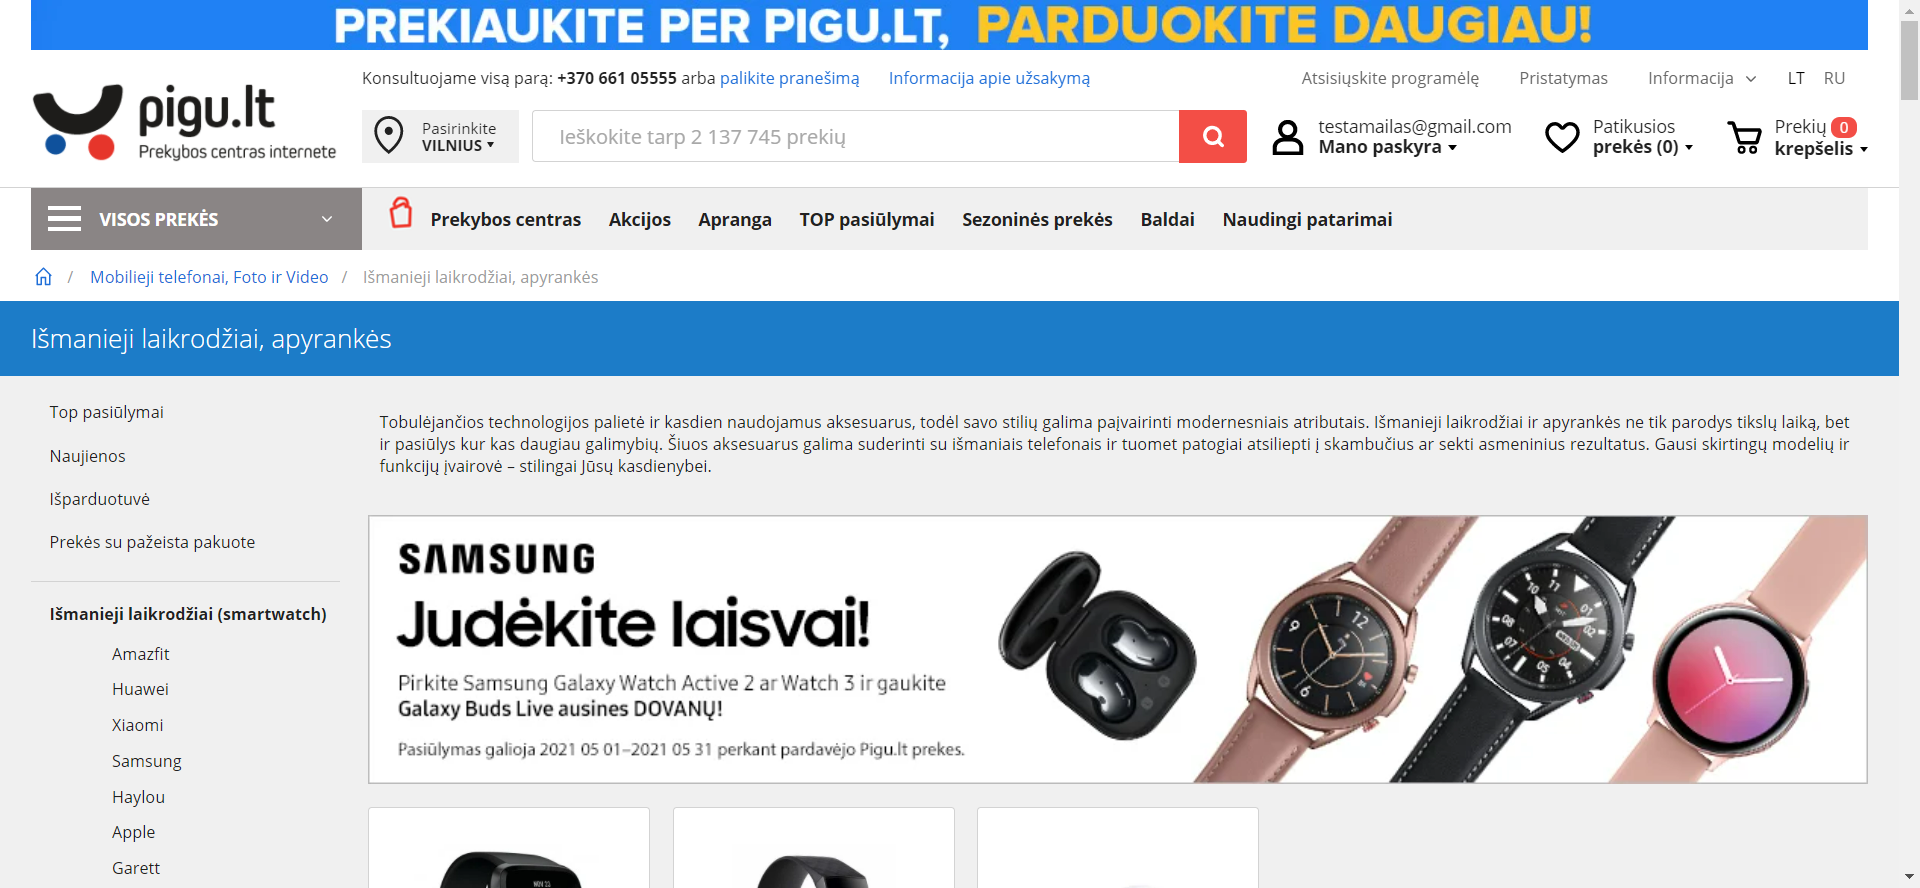 PREKIAUKITE PER PIGU.LT, PARDUOKITE DAUGIAU!
Konsultuojame visą parą: +370 661 05555 arba palikite pranešimą
Informacija apie užsakymą
Atsisiųskite programėlę
Pristatymas
Informacija
LT
RU
pigu.lt
Prekybos centras internete
Pasirinkite
VILNIUS
Ieškokite tarp 2 137 745 prekių
testamailas@gmail.com
Mano paskyra
Patikusios
prekės (0)
Prekių 0
krepšelis
VISOS PREKĖS
Prekybos centras
Akcijos
Apranga
TOP pasiūlymai
Sezoninės prekės
Baldai
Naudingi patarimai
/ Mobilieji telefonai, Foto ir Video / Išmanieji laikrodžiai, apyrankės
Išmanieji laikrodžiai, apyrankės
Top pasiūlymai
Naujienos
Išparduotuvė
Prekės su pažeista pakuote
Išmanieji laikrodžiai (smartwatch)
Amazfit
Huawei
Xiaomi
Samsung
Haylou
Apple
Garett
Tobulėjančios technologijos palietė ir kasdien naudojamus aksesuarus, todėl savo stilių galima paįvairinti modernesniais atributais. Išmanieji laikrodžiai ir apyrankės ne tik parodys tikslų laiką, bet
ir pasiūlys kur kas daugiau galimybių. Šiuos aksesuarus galima suderinti su išmaniais telefonais ir tuomet patogiai atsiliepti į skambučius ar sekti asmeninius rezultatus. Gausi skirtingų modelių ir
funkcijų įvairovė – stilingai Jūsų kasdienybei.
SAMSUNG
Judėkite laisvai!
Pirkite Samsung Galaxy Watch Active 2 ar Watch 3 ir gaukite
Galaxy Buds Live ausines DOVANŲ!
Pasiūlymas galioja 2021 05 01–2021 05 31 perkant pardavėjo Pigu.lt prekes.
NOV 23